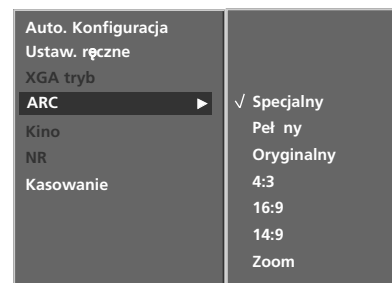 Auto. Konfiguracja
Ustaw. ręczne
XGA tryb
ARC
Kino
NR
Kasowanie
√ Specjalny
Peł ny
Oryginalny
4:3
16:9
14:9
Zoom